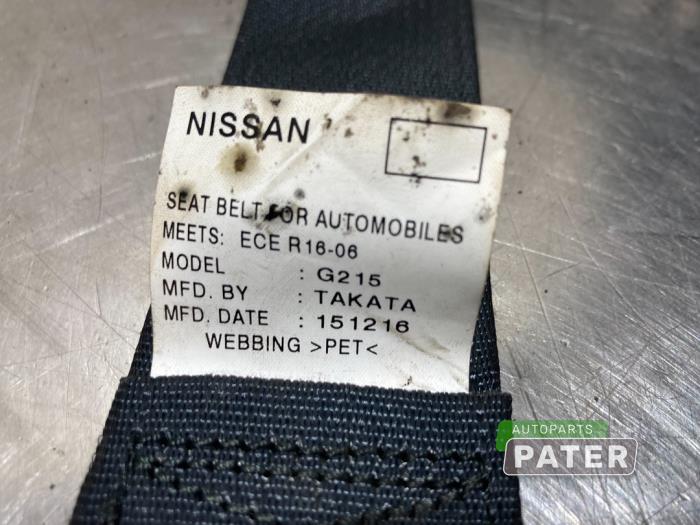 NISSAN
SEAT BELT FOR AUTOMOBILES
MEETS: ECE R16-06
MODEL : G215
MFD. BY : TAKATA
MFD. DATE : 151216
WEBBING >PET<
AUTOPARTS
PATER